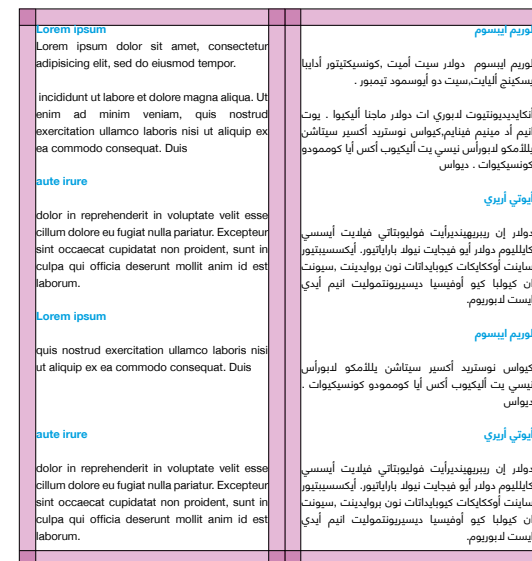 Lorem ipsum
Lorem ipsum dolor sit amet, consectetur
adipisicing elit, sed do eiusmod tempor.
incididunt ut labore et dolore magna aliqua. Ut
enim ad minim veniam, quis nostrud
exercitation ullamco laboris nisi ut aliquip ex
ea commodo consequat. Duis
aute irure
dolor in reprehenderit in voluptate velit esse
cillum dolore eu fugiat nulla pariatur. Excepteur
sint occaecat cupidatat non proident, sunt in
culpa qui officia deserunt mollit anim id est
laborum.
Lorem ipsum
quis nostrud exercitation ullamco laboris nisi
ut aliquip ex ea commodo consequat. Duis
aute irure
dolor in reprehenderit in voluptate velit esse
cillum dolore eu fugiat nulla pariatur. Excepteur
sint occaecat cupidatat non proident, sunt in
culpa qui officia deserunt mollit anim id est
laborum.
لوريم ايبسوم
لوريم ايبسوم دولار سيت أميت ,كونسيكتيتور أدايبا
يسكينج أليايت,سيت دو أيوسمود تيمبور .
أنكايديديونتيوت لابوري ات دولار ماجنا أليكيوا . يوت
انيم أد مينيم فينايم,كيواس نوستريد أكسير سيتاشن
يللأمكو لابورأس نيسي يت أليكيوب أكس أيا كوممودو
كونسيكيوات . ديواس
أيوتي أريري
دولار إن ريبريهينديرأيت فوليوبتاتي فيلايت أيسسي
كايلليوم دولار أيو فيجايت نيولا باراياتيور. أيكسسيبتيور
ساينت أوككايكات كيوبايداتات نون بروايدينت ,سيونت
ان كيولبا كيو أوفيسيا ديسيريونتموليت انيم أيدي
ايست لابوريوم.
لوريم ايبسوم
كيواس نوستريد أكسير سيتاشن يللأمكو لابورأس
نيسي يت أليكيوب أكس أيا كوممودو كونسيكيوات .
ديواس
أيوتي أريري
دولار إن ريبريهينديرأيت فوليوبتاتي فيلايت أيسسي
كايلليوم دولار أيو فيجايت نيولا باراياتيور. أيكسسيبتيور
ساينت أوككايكات كيوبايداتات نون بروايدينت ,سيونت
ان كيولبا كيو أوفيسيا ديسيريونتموليت انيم أيدي
ايست لابوريوم.